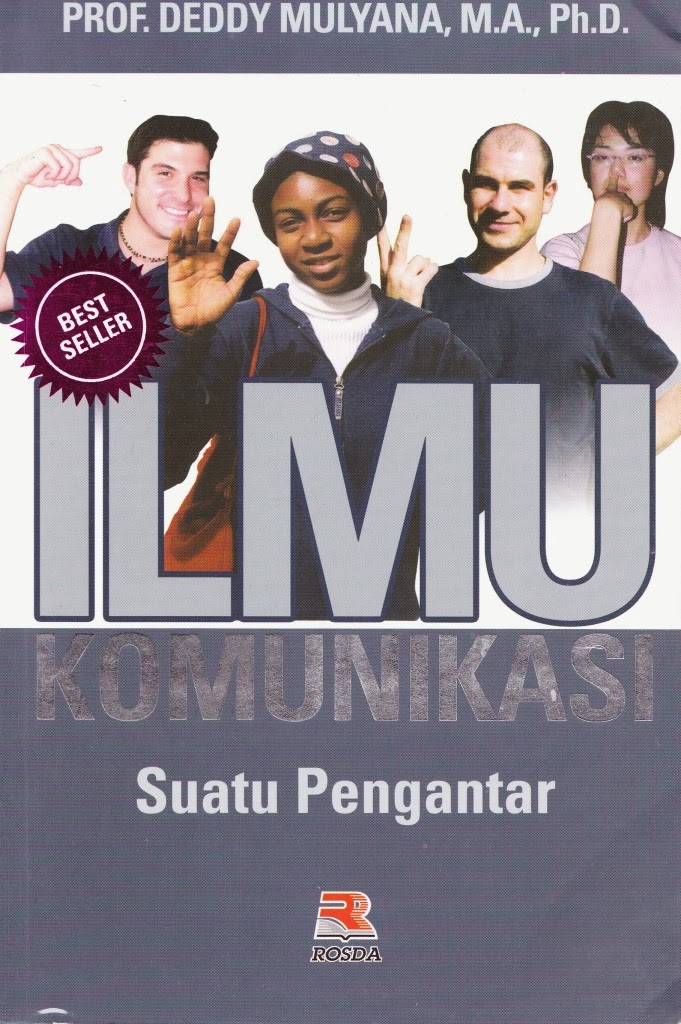 PROF. DEDDY MULYANA, M.A., Ph.D.
BEST
SELLER
ILMU
KOMUNIKASI
Suatu Pengantar
R
ROSDA